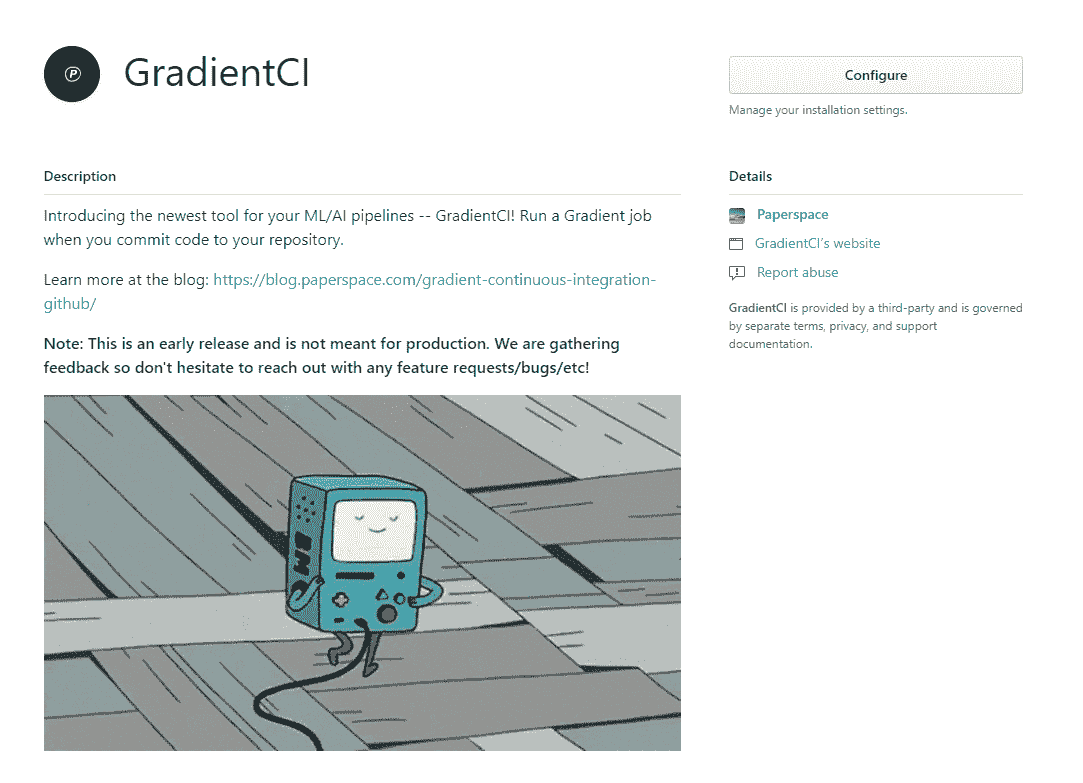 GradientCI
Configure
Manage your installation settings.
Description
Introducing the newest tool for your ML/AI pipelines -- GradientCI! Run a Gradient job
when you commit code to your repository.
Learn more at the blog: https://blog.paperspace.com/gradient-continuous-integration-
github/
Note: This is an early release and is not meant for production. We are gathering
feedback so don't hesitate to reach out with any feature requests/bugs/etc!
BMO
Details
Paperspace
GradientCI's website
Report abuse
GradientCI is provided by a third-party and is governed
by separate terms, privacy, and support
documentation.